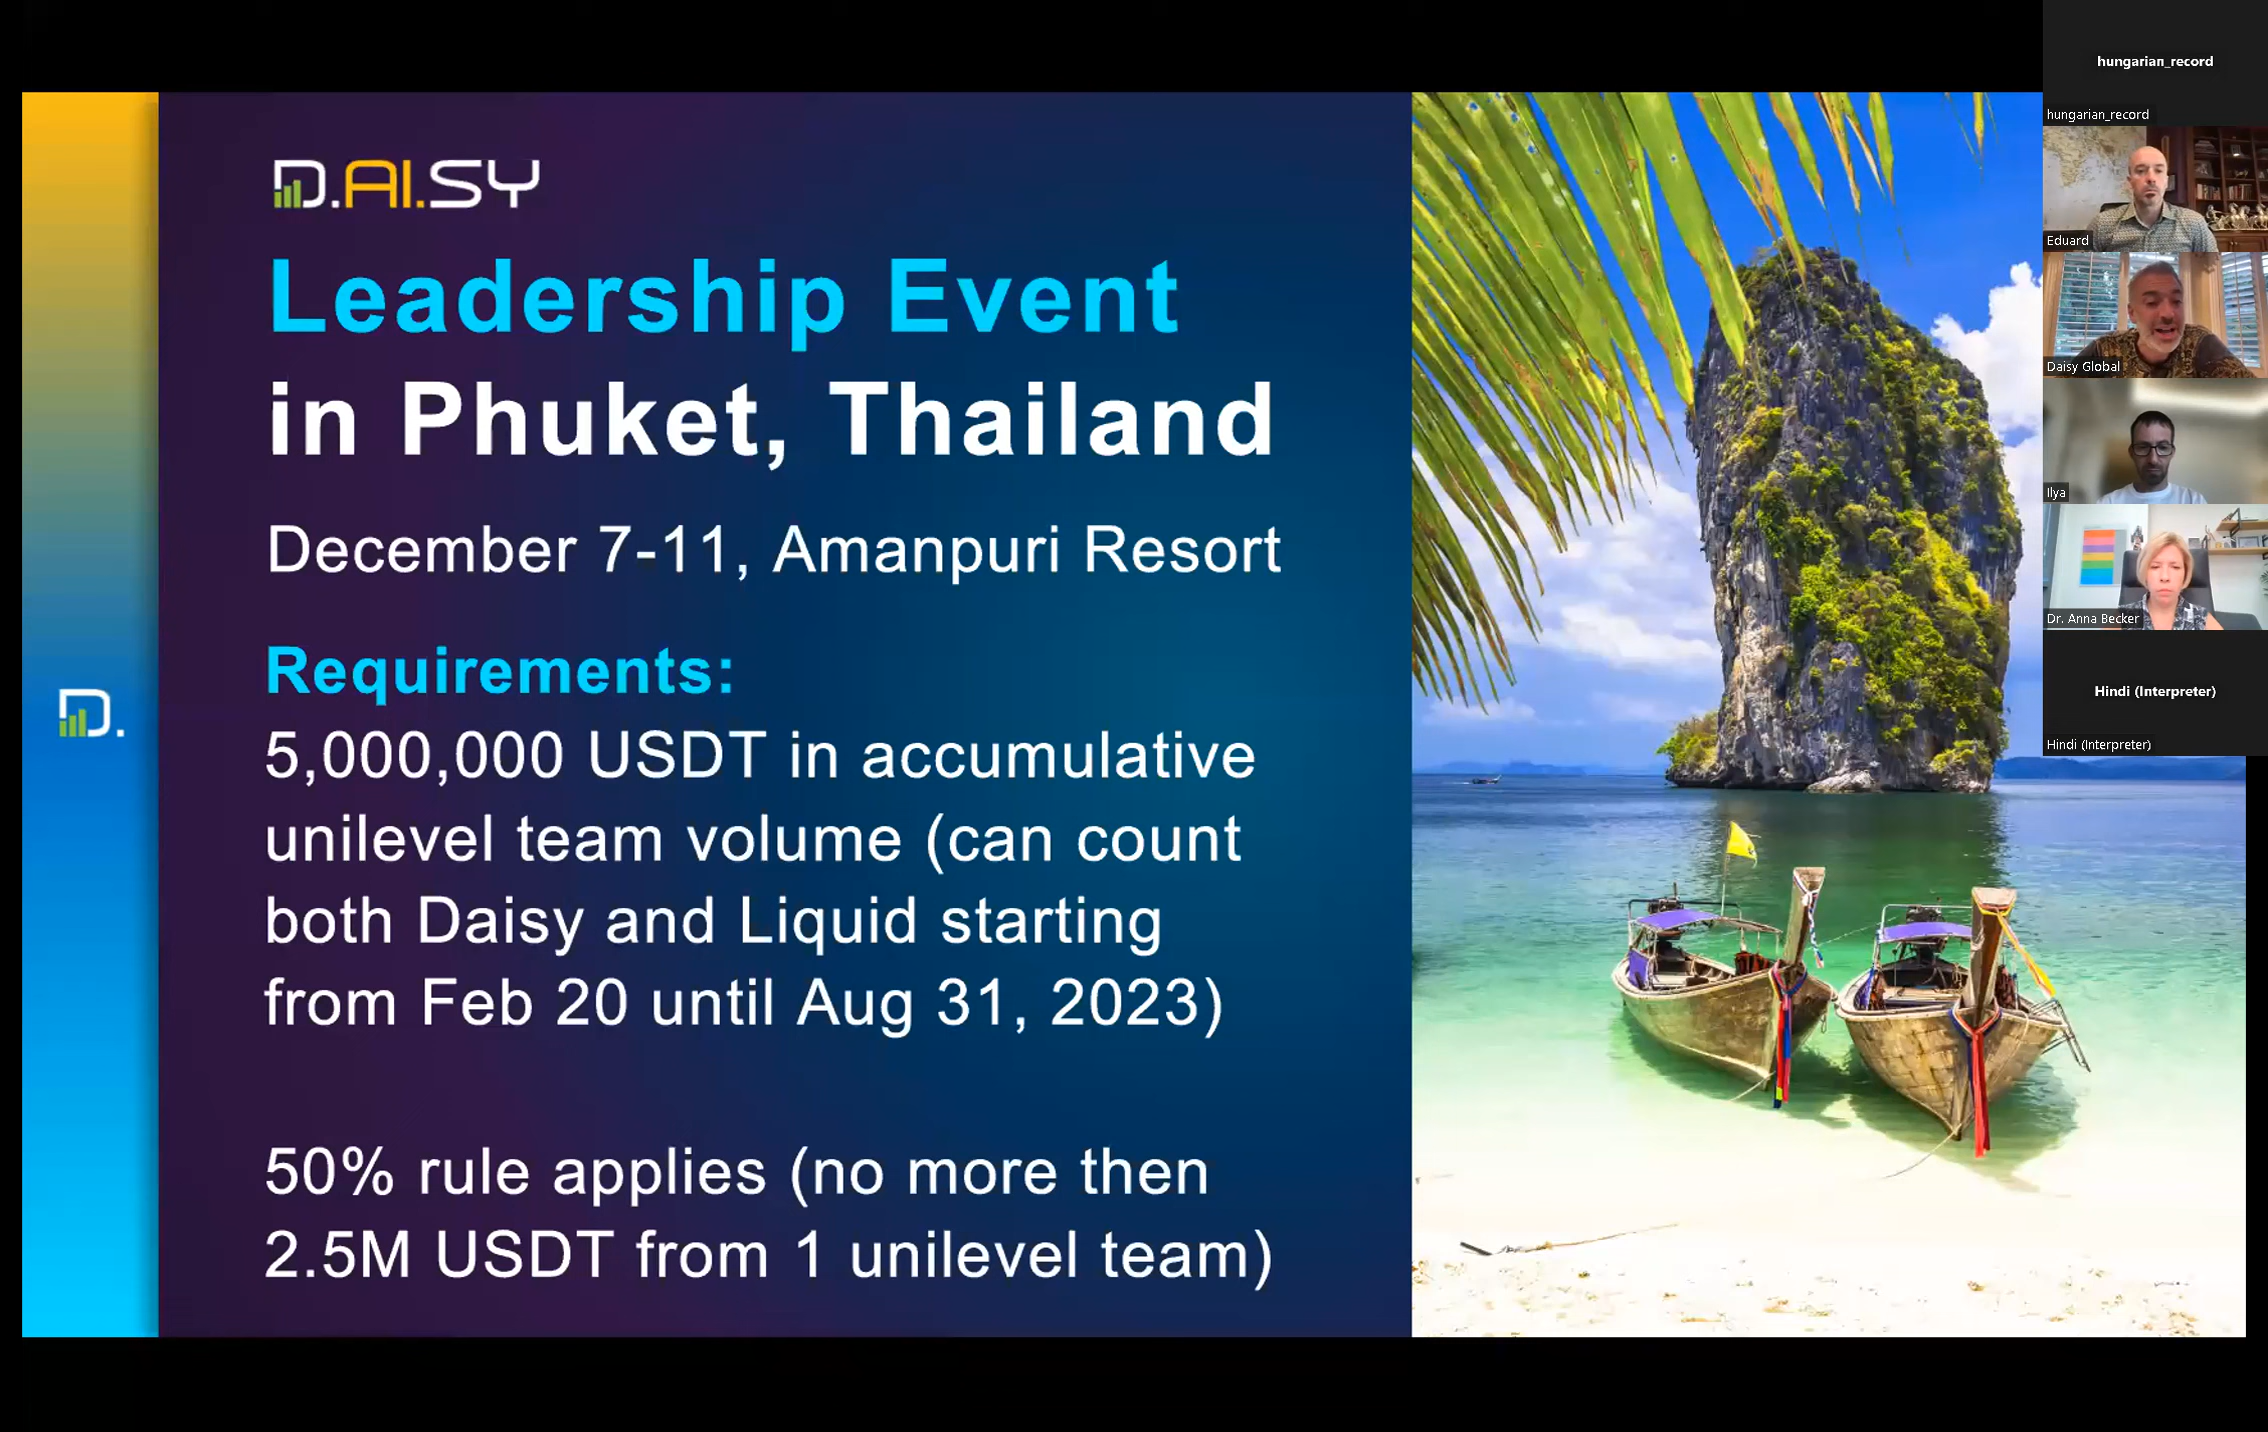 D.AI.SY
Leadership Event
in Phuket, Thailand
December 7-11, Amanpuri Resort
Requirements:
5,000,000 USDT in accumulative
unilevel team volume (can count
both Daisy and Liquid starting
from Feb 20 until Aug 31, 2023)
50% rule applies (no more then
2.5M USDT from 1 unilevel team)
D.
hungarian_record
hungarian_record
Eduard
Daisy Global
Ilya
Dr. Anna Becker
Hindi (Interpreter)
Hindi (Interpreter)